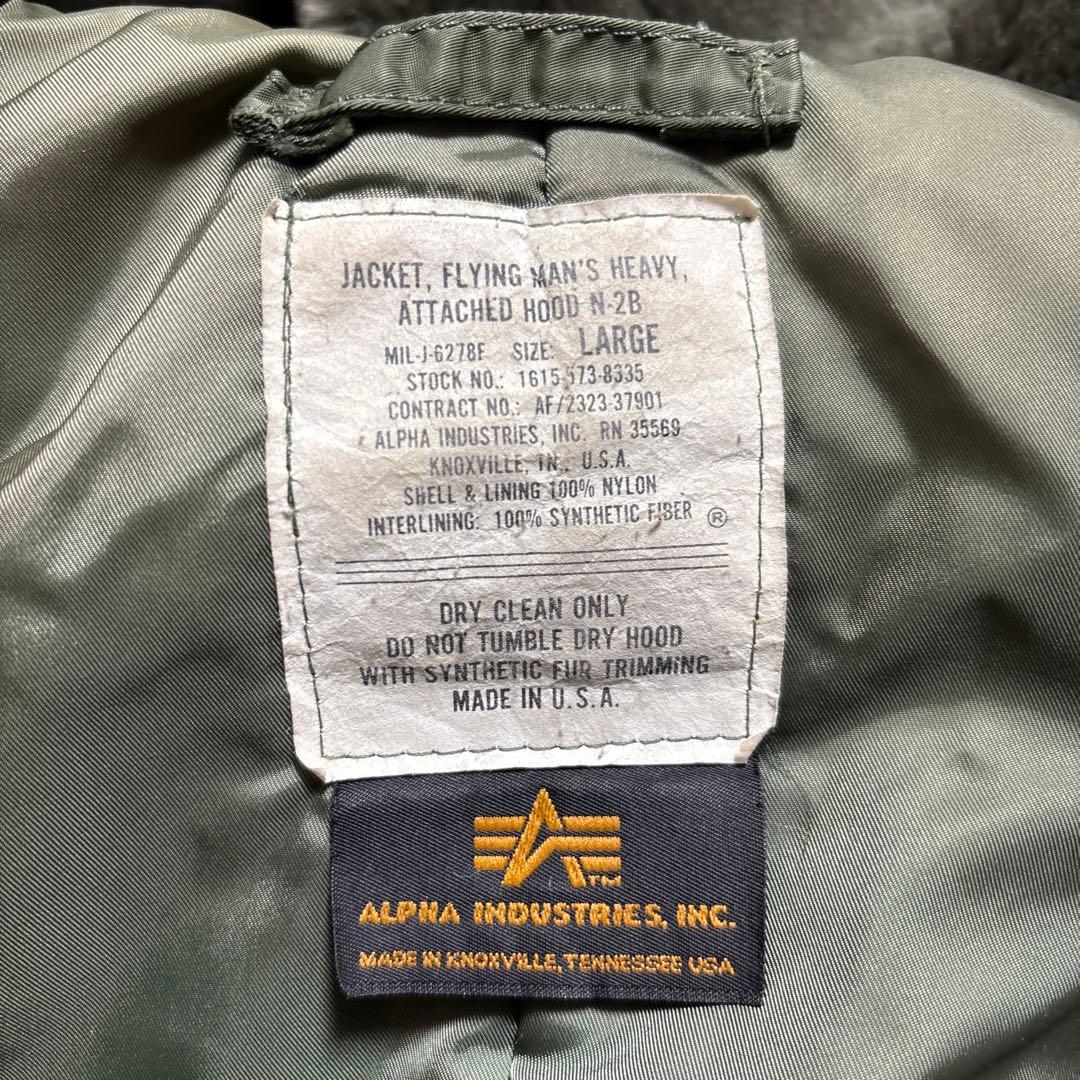 JACKET, FLYING MAN'S HEAVY,
ATTACHED HOOD N-2B
MIL-J-6278F SIZE: LARGE
STOCK NO.: 1615-573-8335
CONTRACT NO.: AF/2323-37901
ALPHA INDUSTRIES, INC. RN 35569
KNOXVILLE, TN., U.S.A.
SHELL & LINING 100% NYLON
INTERLINING: 100% SYNTHETIC FIBER ®
DRY CLEAN ONLY
DO NOT TUMBLE DRY HOOD
WITH SYNTHETIC FUR TRIMMING
MADE IN U.S.A.
TM
ALPHA INDUSTRIES, INC.
MADE IN KNOXVILLE, TENNESSEE USA